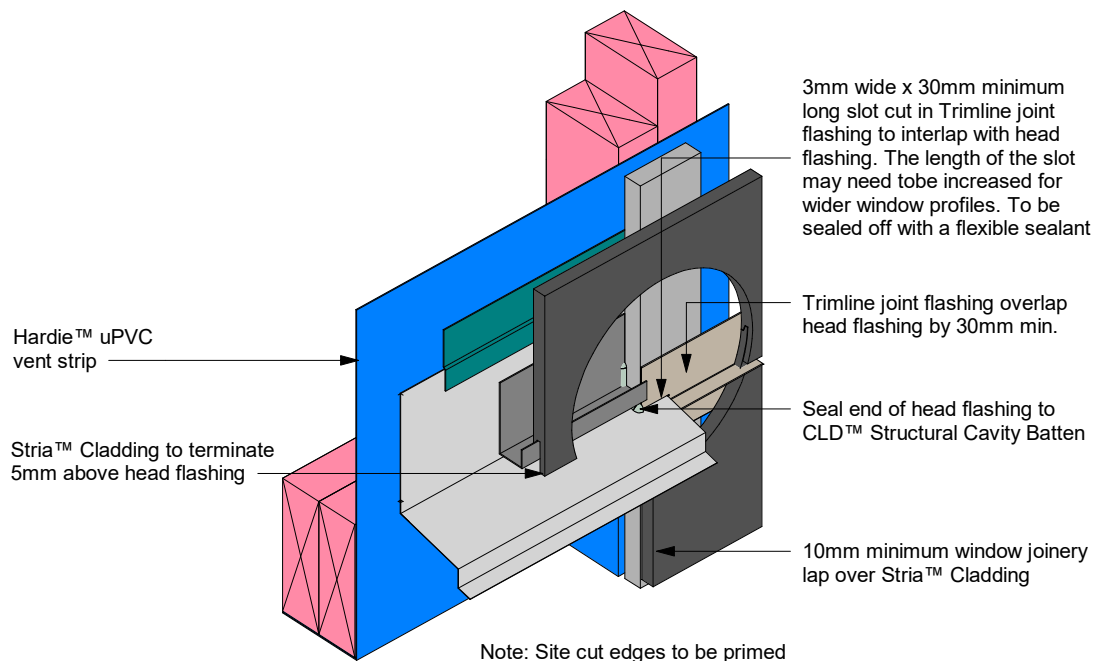 3mm wide x 30mm minimum
long slot cut in Trimline joint
flashing to interlap with head
flashing. The length of the slot
may need tobe increased for
wider window profiles. To be
sealed off with a flexible sealant
Trimline joint flashing overlap
head flashing by 30mm min.
Hardie™ uPVC
vent strip
Seal end of head flashing to
CLD™ Structural Cavity Batten
Stria™ Cladding to terminate
5mm above head flashing
10mm minimum window joinery
lap over Stria™ Cladding
Note: Site cut edges to be primed